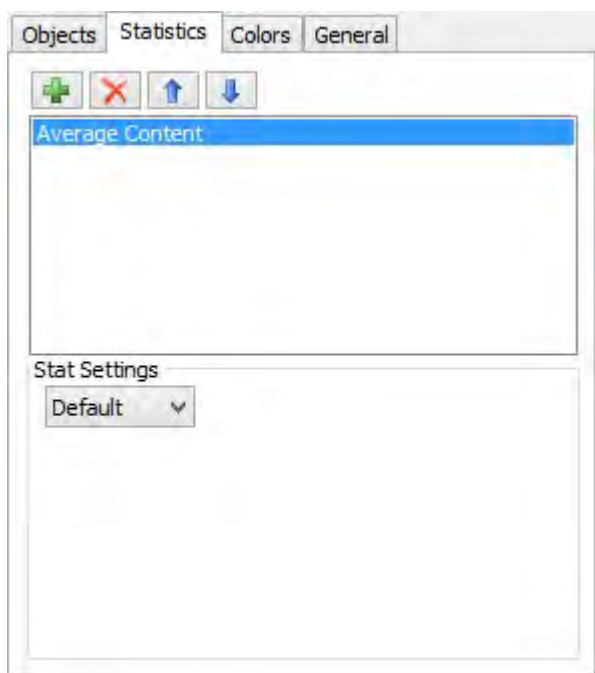 Objects Statistics Colors General
Average Content
Stat Settings
Default